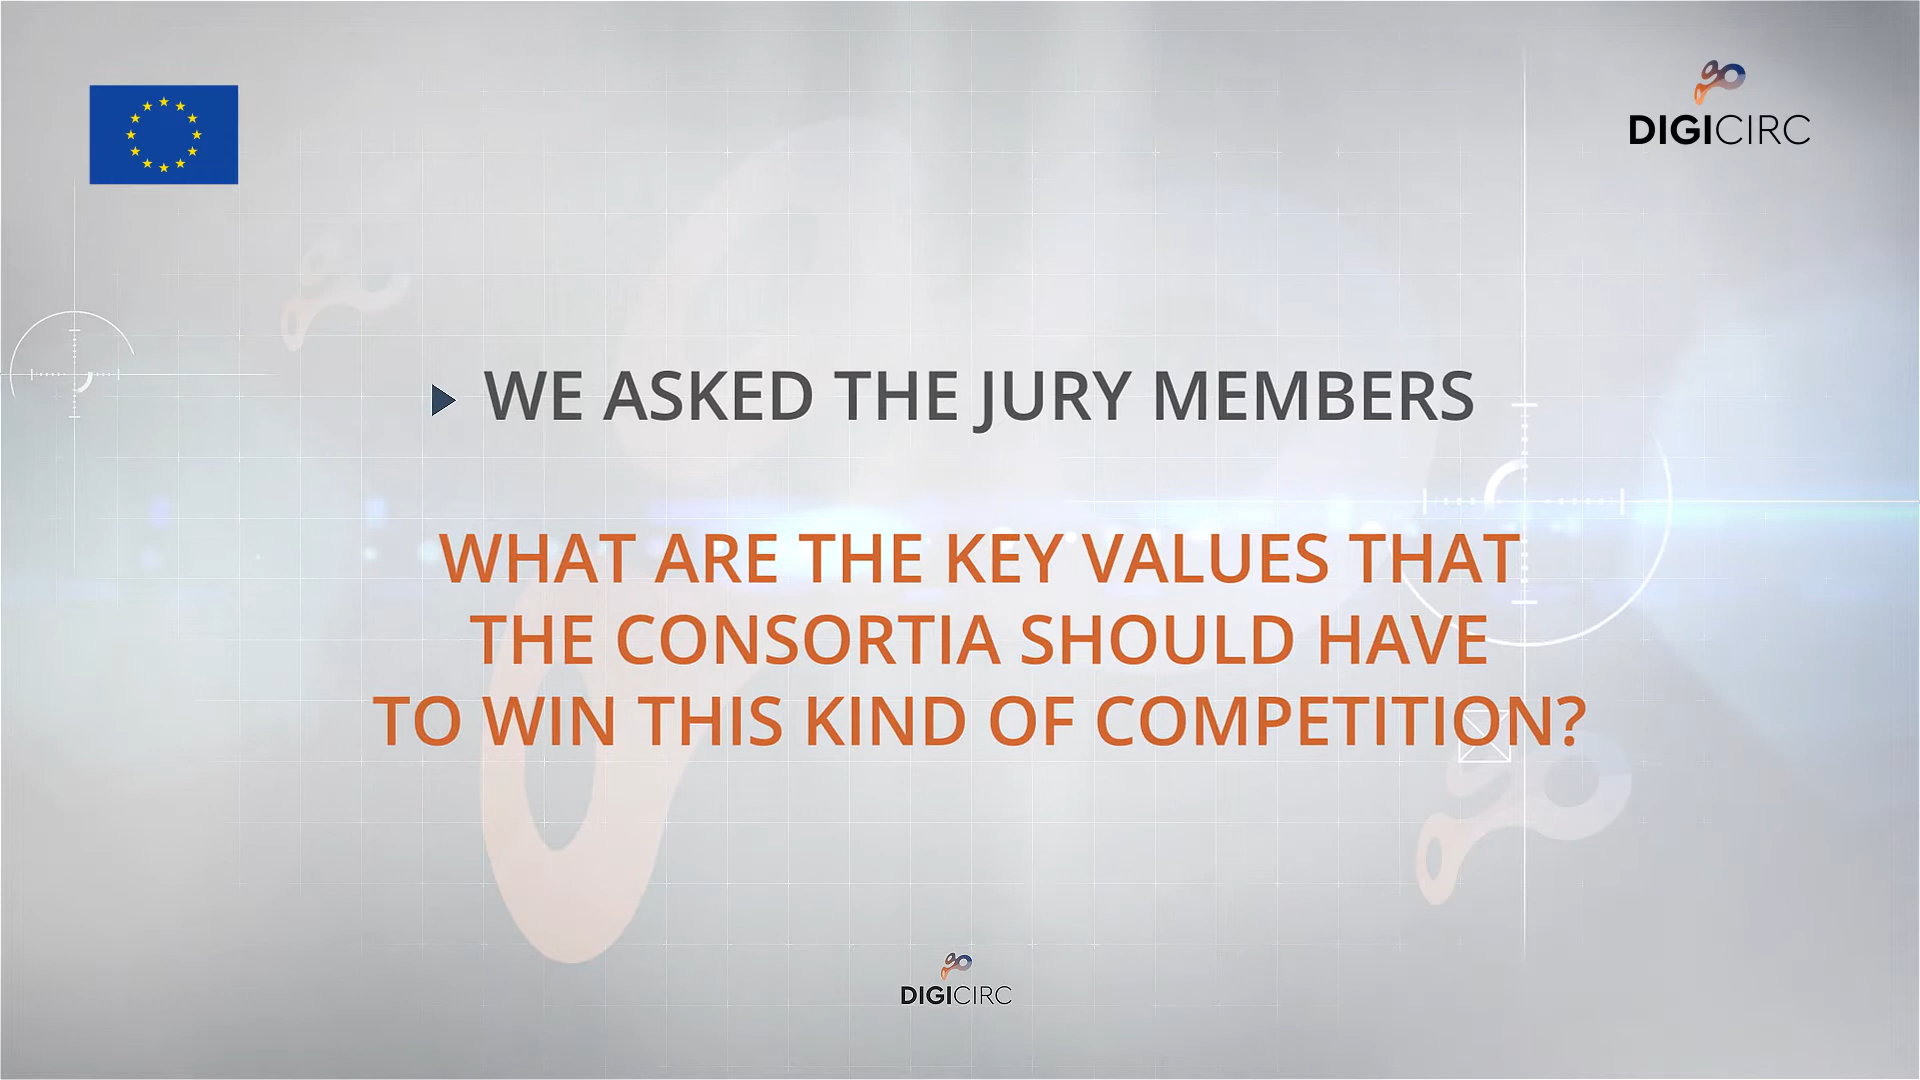 DIGICIRC
WE ASKED THE JURY MEMBERS
WHAT ARE THE KEY VALUES THAT
THE CONSORTIA SHOULD HAVE
TO WIN THIS KIND OF COMPETITION?
DIGICIRC